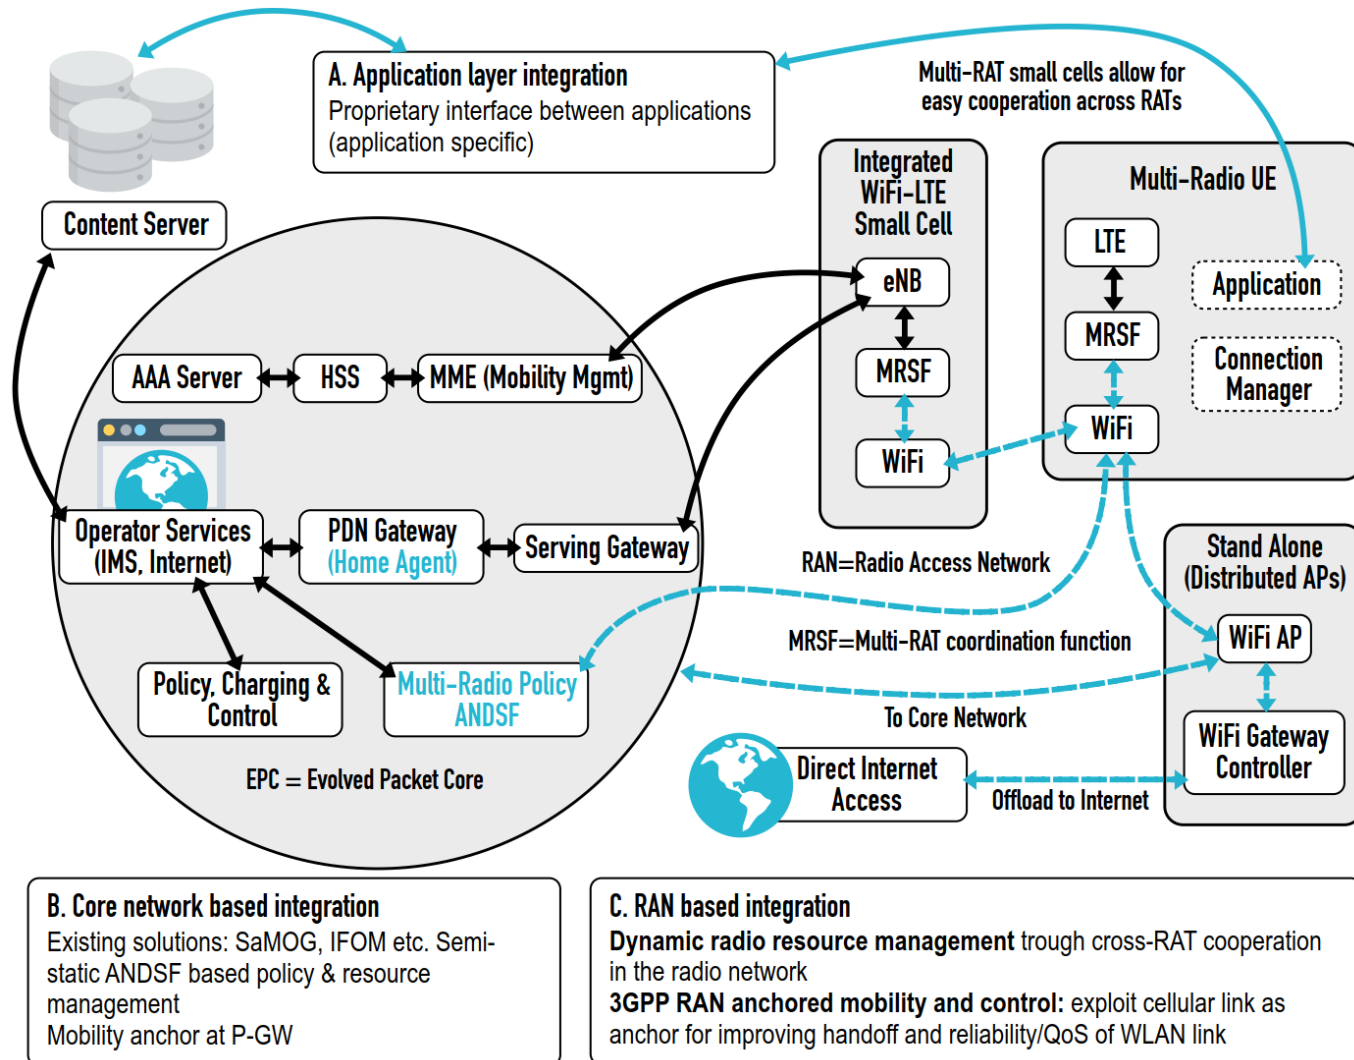 A. Application layer integration
Proprietary interface between applications
(application specific)
Multi-RAT small cells allow for
easy cooperation across RATs
Content Server
Integrated
WiFi-LTE
Small Cell
eNB
MRSF
WiFi
Multi-Radio UE
LTE
MRSF
WiFi
Application
Connection
Manager
AAA Server
HSS
MME (Mobility Mgmt)
Operator Services
(IMS, Internet)
PDN Gateway
(Home Agent)
Serving Gateway
Policy, Charging &
Control
Multi-Radio Policy
ANDSF
EPC = Evolved Packet Core
RAN=Radio Access Network
MRSF=Multi-RAT coordination function
To Core Network
Stand Alone
(Distributed APs)
WiFi AP
WiFi Gateway
Controller
Direct Internet
Access
Offload to Internet
B. Core network based integration
Existing solutions: SaMOG, IFOM etc. Semi-
static ANDSF based policy & resource
management
Mobility anchor at P-GW
C. RAN based integration
Dynamic radio resource management trough cross-RAT cooperation
in the radio network
3GPP RAN anchored mobility and control: exploit cellular link as
anchor for improving handoff and reliability/QoS of WLAN link